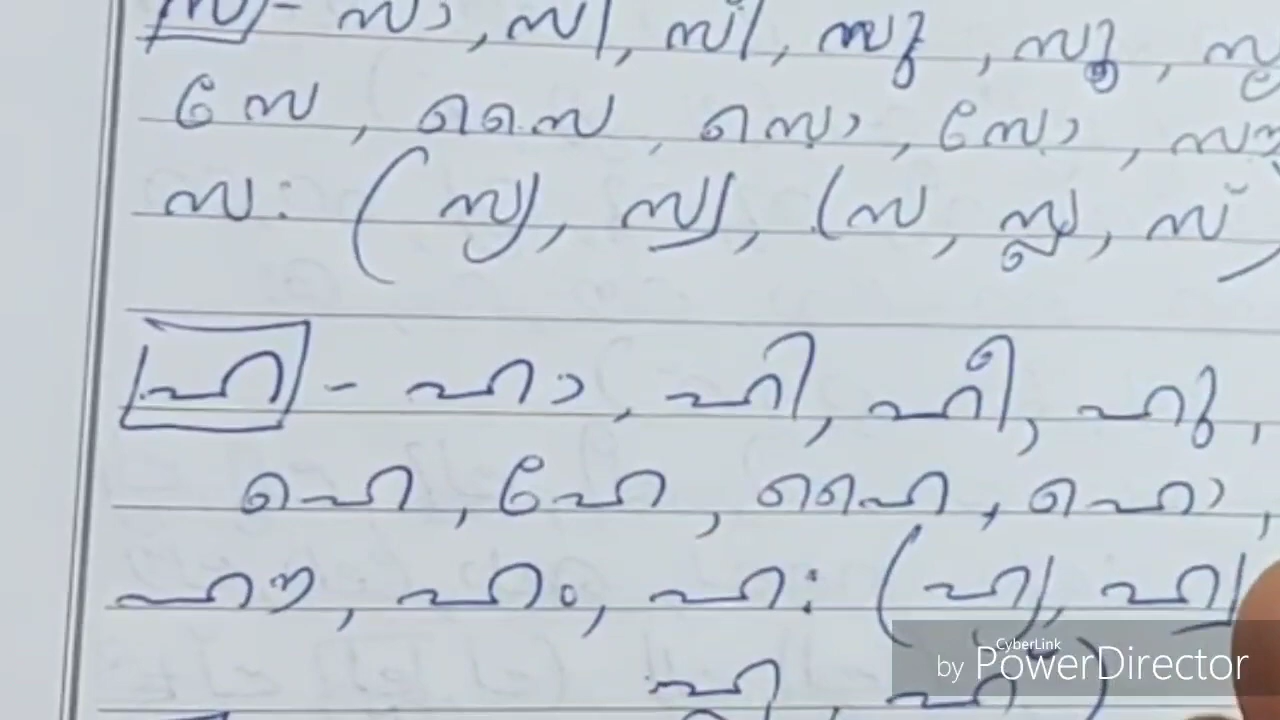 സ - സാ, സി, സീ, സു, സൂ, സൃ
സേ, സൈ, സൊ, സോ, സൗ
സഃ (സ്യ, സ്വ, സ്ര, സ്ല, സ്)
ഹ - ഹാ, ഹി, ഹീ, ഹു,
ഹെ, ഹേ, ഹൈ, ഹൊ,
ഹൗ, ഹം, ഹഃ (ഹ്യ, ഹ്വ
ഹ്ല, ഹ്)
CyberLink
by PowerDirector